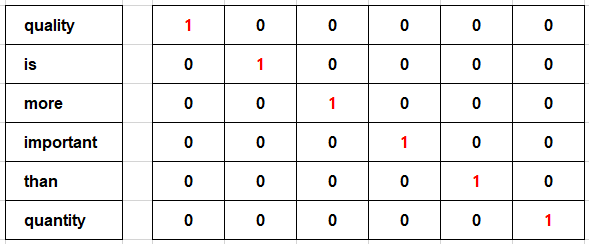 quality 1 0 0 0 0 0
is 0 1 0 0 0 0
more 0 0 1 0 0 0
important 0 0 0 1 0 0
than 0 0 0 0 1 0
quantity 0 0 0 0 0 1